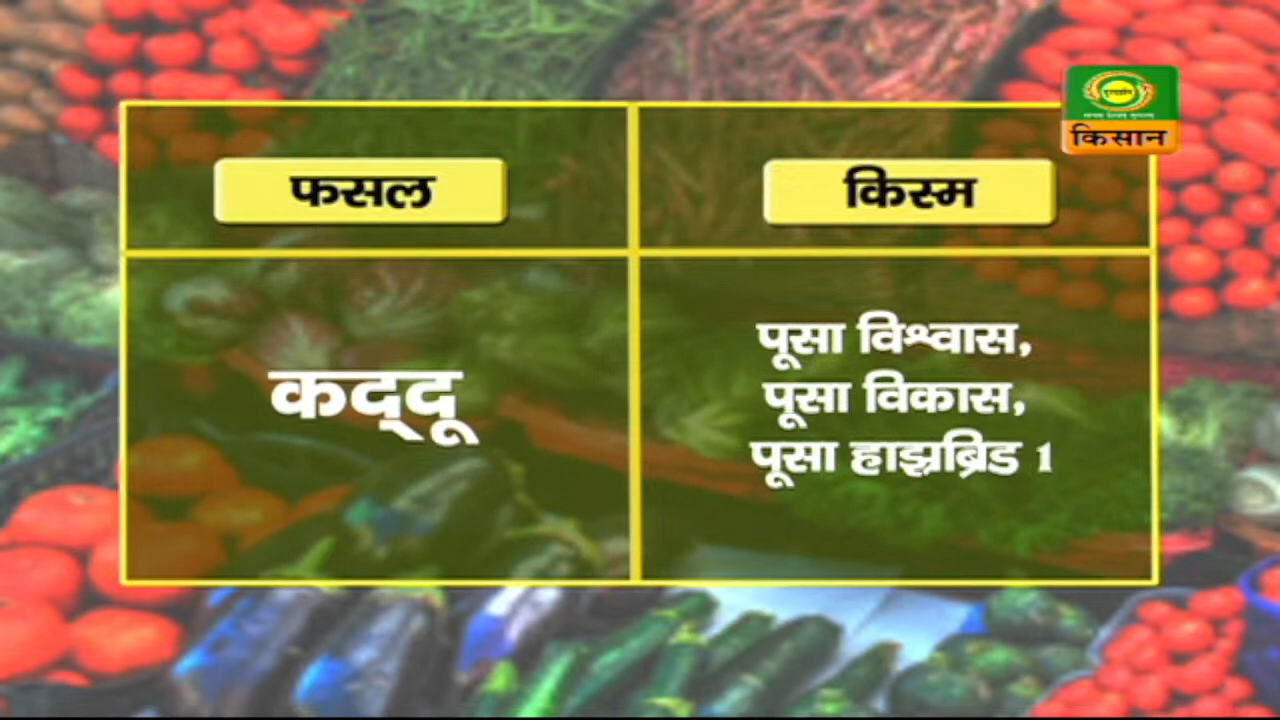 किसान
फसल
किस्म
कद्दू
पूसा विश्वास,
पूसा विकास,
पूसा हाइब्रिड 1